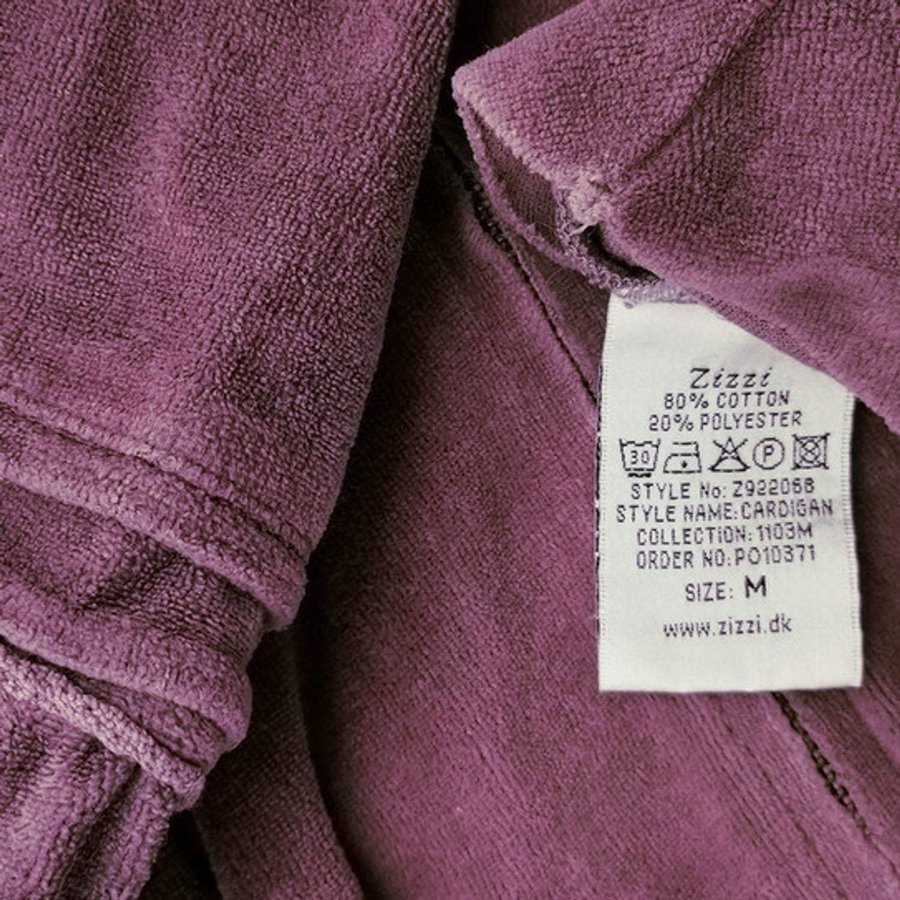 Zizzi
80% COTTON
20% POLYESTER
30 P
STYLE No: Z922068
STYLE NAME: CARDIGAN
COLLECTION: 1103M
ORDER NO: PO10371
SIZE: M
www.zizzi.dk